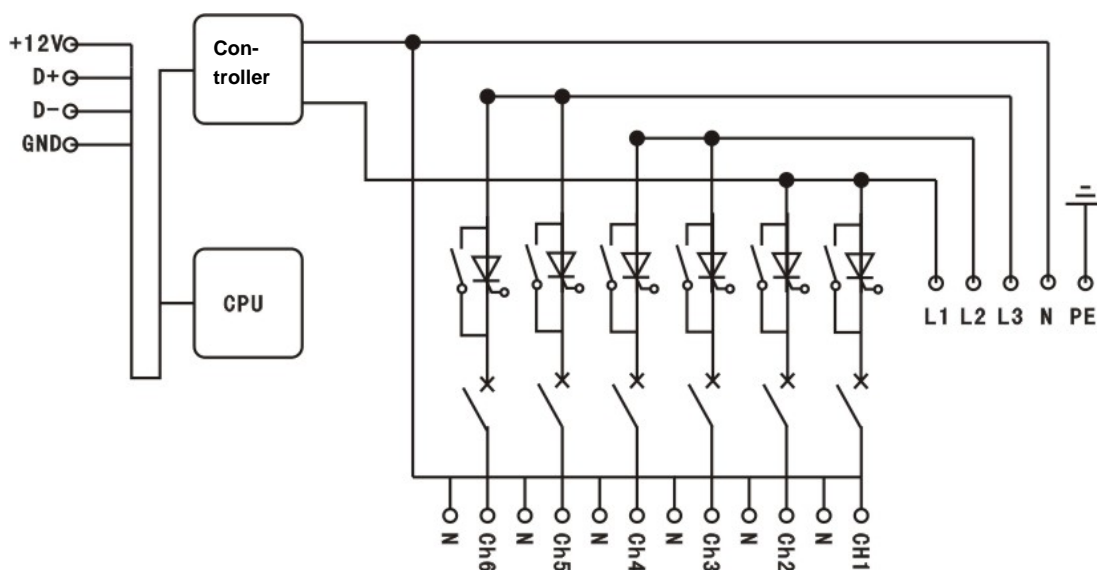 +12V
D+
D-
GND
Con-
troller
CPU
L1 L2 L3 N PE
N Ch6 N Ch5 N Ch4 N Ch3 N Ch2 N CH1